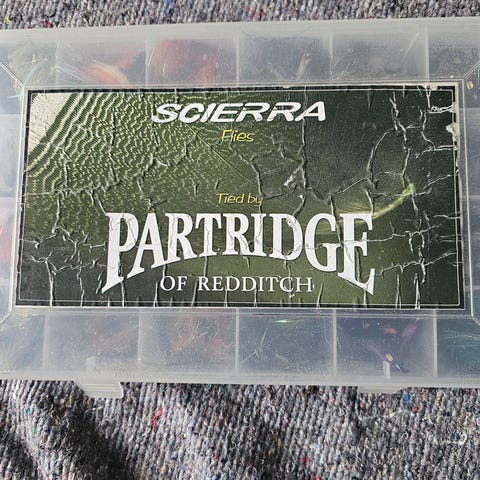 SCIERRA
Flies
Tied by
PARTRIDGE
OF REDDITCH